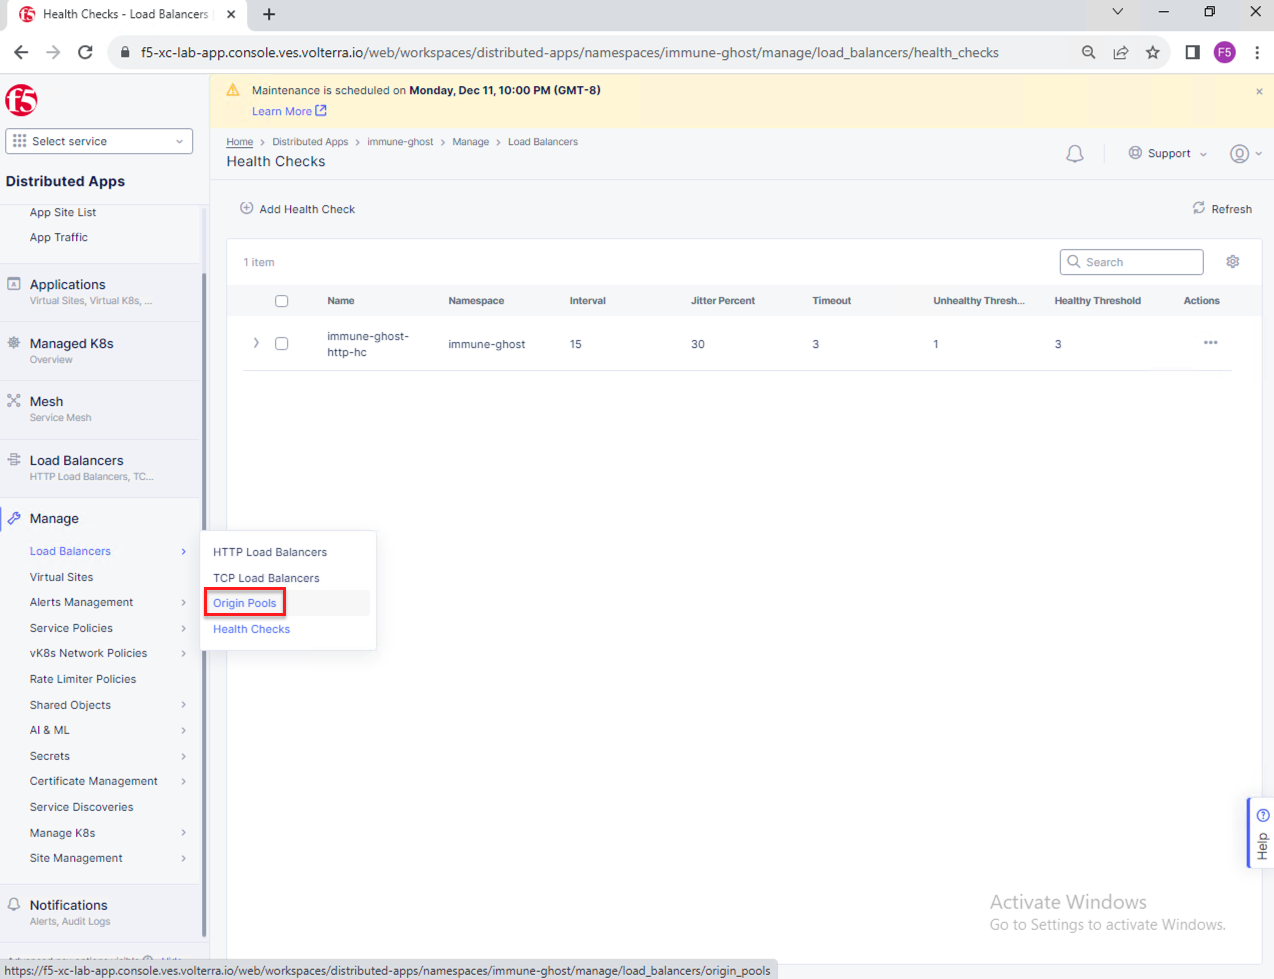 Health Checks - Load Balancers
f5-xc-lab-app.console.ves.volterra.io/web/workspaces/distributed-apps/namespaces/immune-ghost/manage/load_balancers/health_checks
F5
f5
Maintenance is scheduled on Monday, Dec 11, 10:00 PM (GMT-8)
Learn More
Select service
Home > Distributed Apps > immune-ghost > Manage > Load Balancers
Health Checks
Support
Distributed Apps
App Site List
App Traffic
Applications
Virtual Sites, Virtual K8s, ...
Managed K8s
Overview
Mesh
Service Mesh
Load Balancers
HTTP Load Balancers, TC...
Manage
Load Balancers
Virtual Sites
Alerts Management
Service Policies
vK8s Network Policies
Rate Limiter Policies
Shared Objects
AI & ML
Secrets
Certificate Management
Service Discoveries
Manage K8s
Site Management
Notifications
Alerts, Audit Logs
HTTP Load Balancers
TCP Load Balancers
Origin Pools
Health Checks
Add Health Check
Refresh
1 item
Search
Name Namespace Interval Jitter Percent Timeout Unhealthy Thresh... Healthy Threshold Actions
immune-ghost-
http-hc immune-ghost 15 30 3 1 3
Help
Activate Windows
Go to Settings to activate Windows.
https://f5-xc-lab-app.console.ves.volterra.io/web/workspaces/distributed-apps/namespaces/immune-ghost/manage/load_balancers/origin_pools